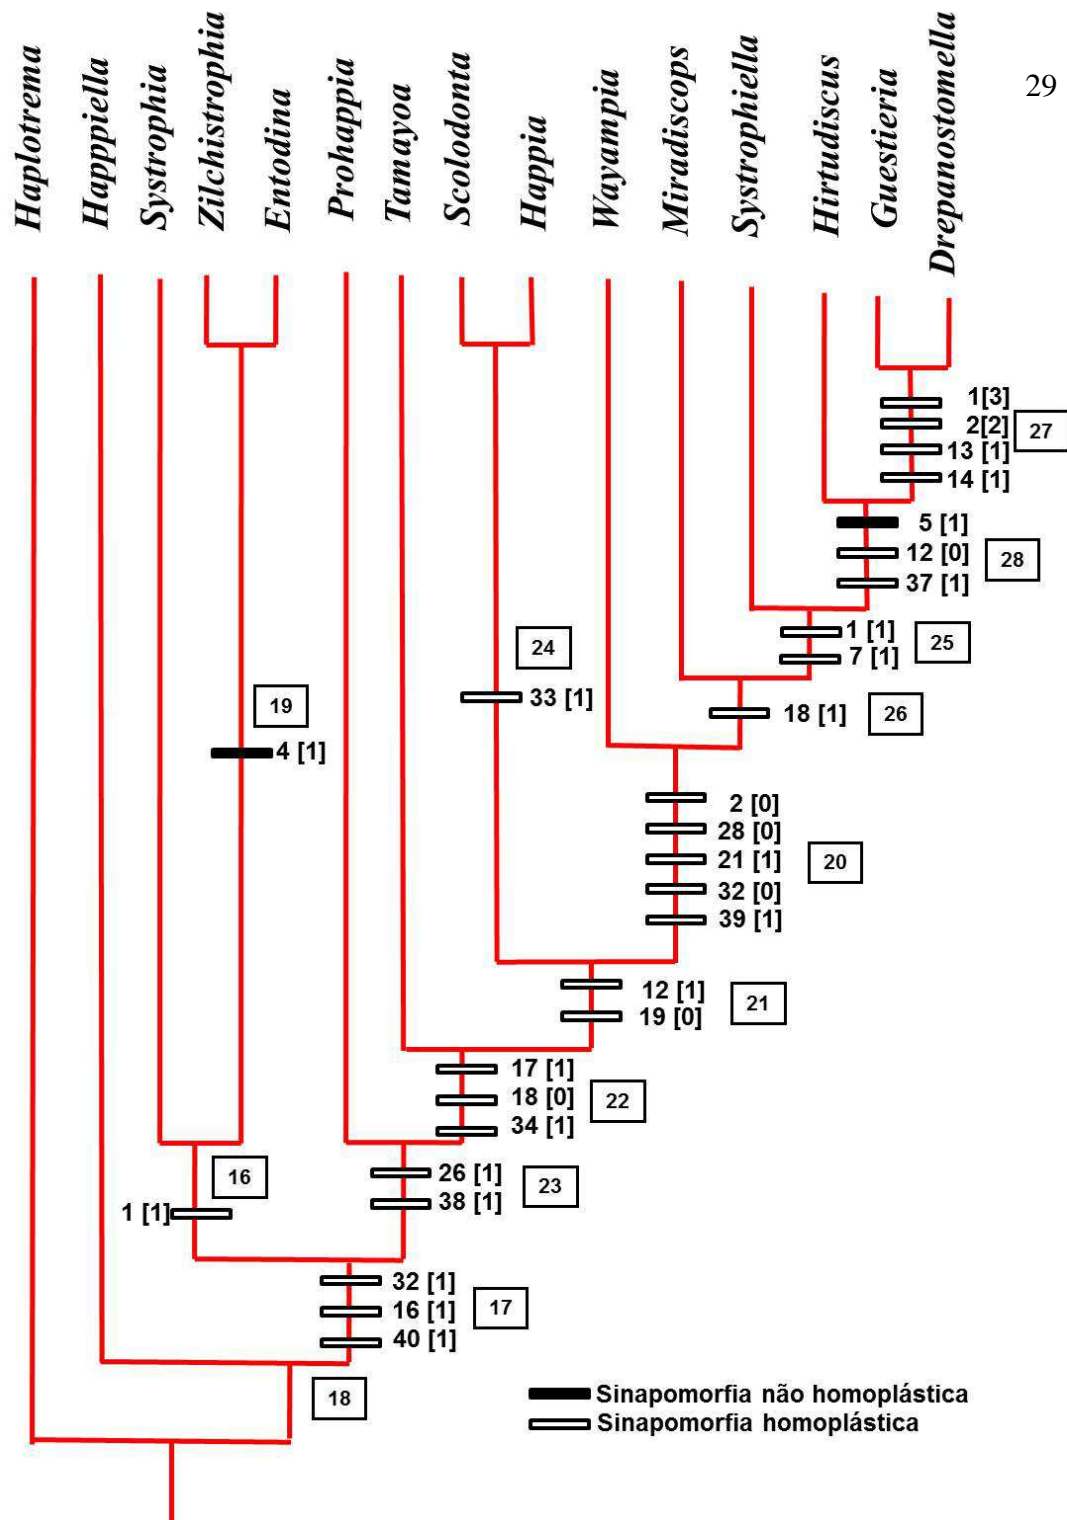 29
Haplotrema
Happpiella
Systrophia
Zilchistrophia
Entodina
Prohappia
Tamayoa
Scolodonta
Happia
Wayampia
Miradiscops
Systrophiella
Hirtudiscus
Guestieria
Drepanostomella
1[3]
2[2]
27
13 [1]
14 [1]
5 [1]
12 [0]
28
37 [1]
1 [1]
25
7 [1]
24
33 [1]
18 [1]
26
19
4 [1]
2 [0]
28 [0]
21 [1]
20
32 [0]
39 [1]
12 [1]
21
19 [0]
17 [1]
18 [0]
22
34 [1]
16
26 [1]
23
38 [1]
1 [1]
32 [1]
16 [1]
17
40 [1]
18
Sinapomorfia não homoplástica
Sinapomorfia homoplástica